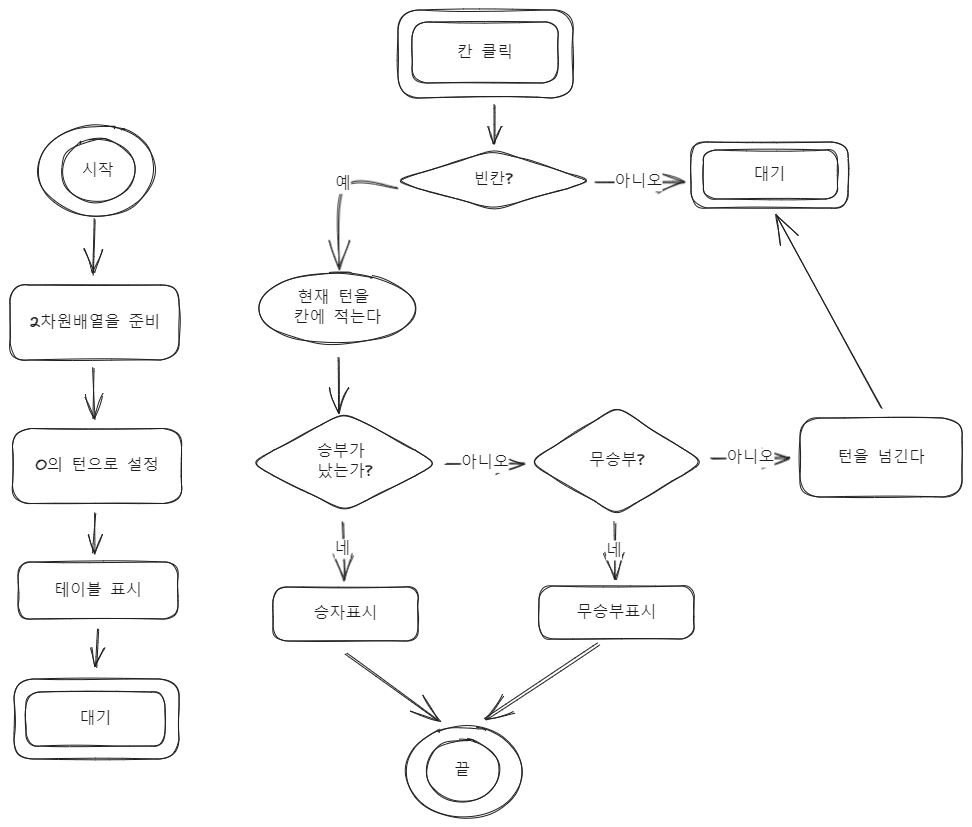 칸 클릭
시작
빈칸?
아니오
대기
예
2차원배열을 준비
현재 턴을
칸에 적는다
O의 턴으로 설정
승부가
났는가?
아니오
무승부?
아니오
턴을 넘긴다
네
네
테이블 표시
승자표시
무승부표시
대기
끝